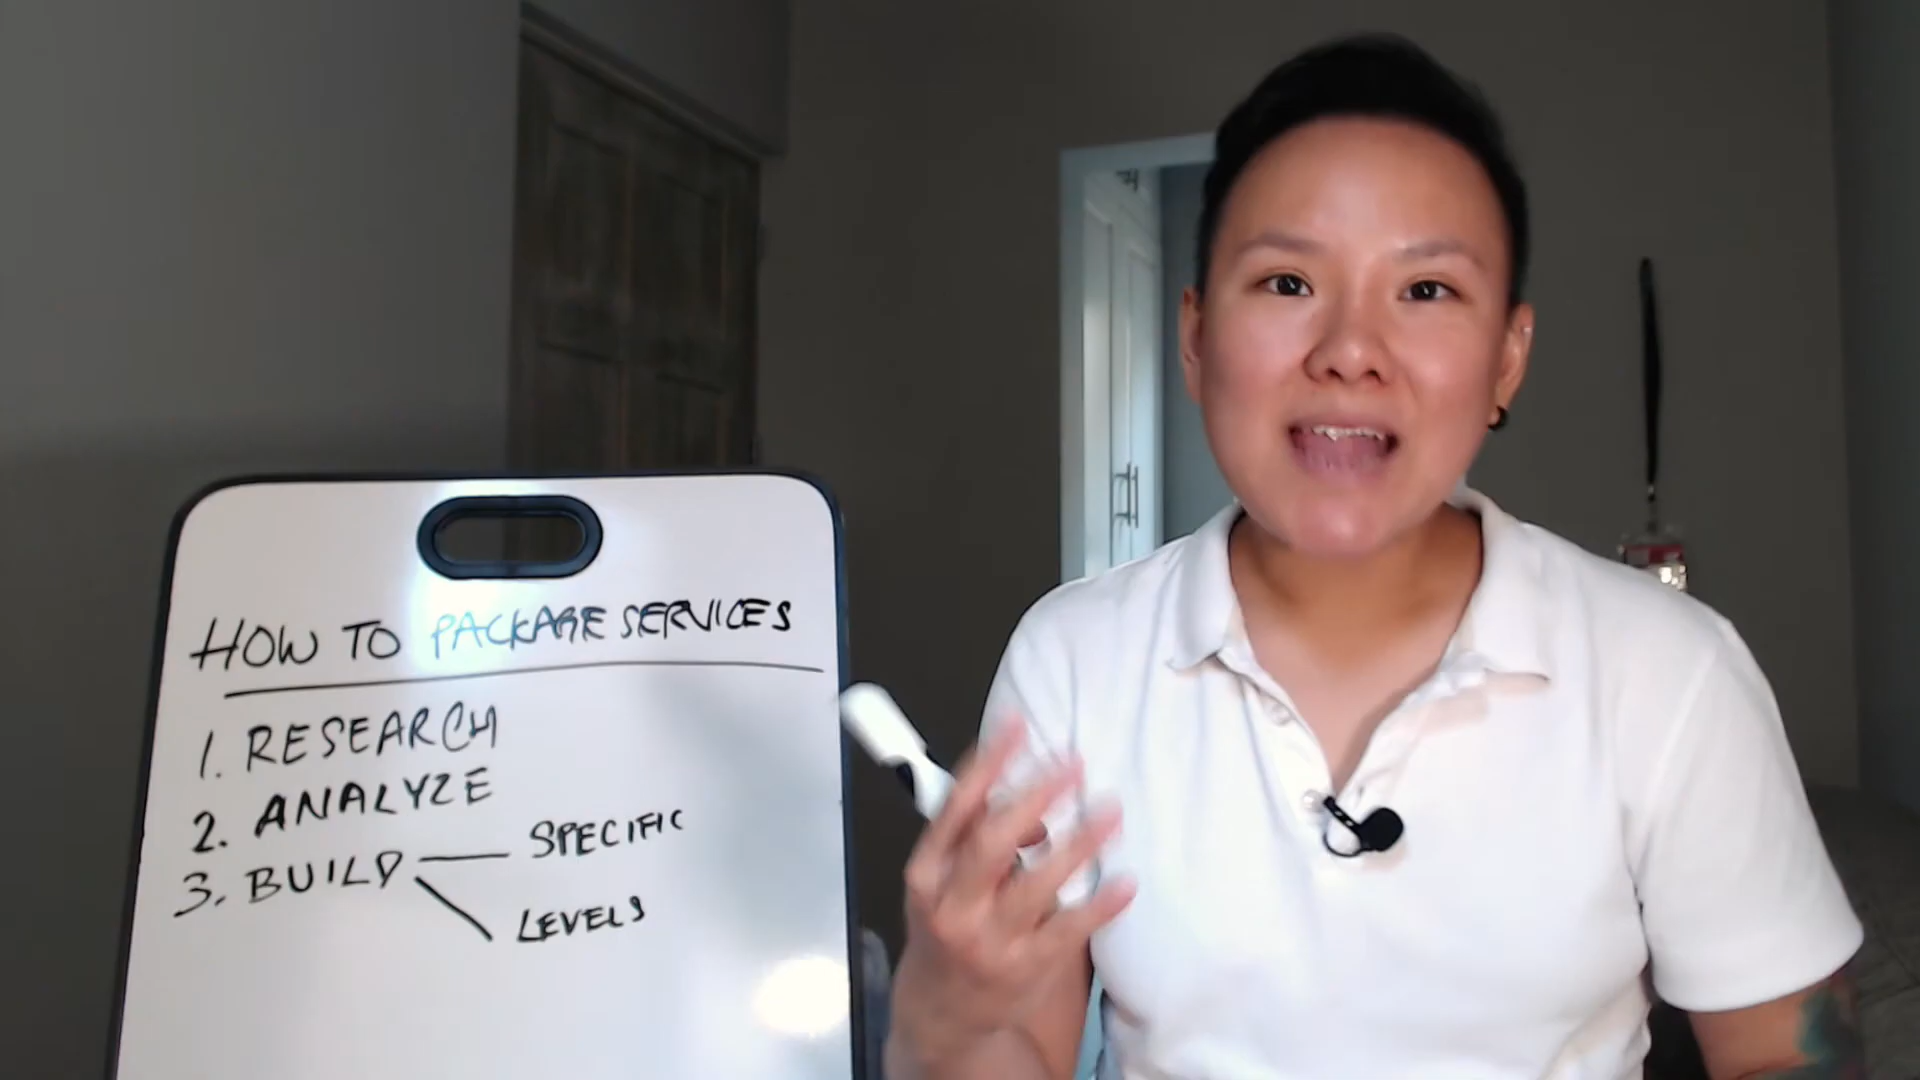 HOW TO PACKAGE SERVICES
1. RESEARCH
2. ANALYZE
3. BUILD — SPECIFIC
LEVELS